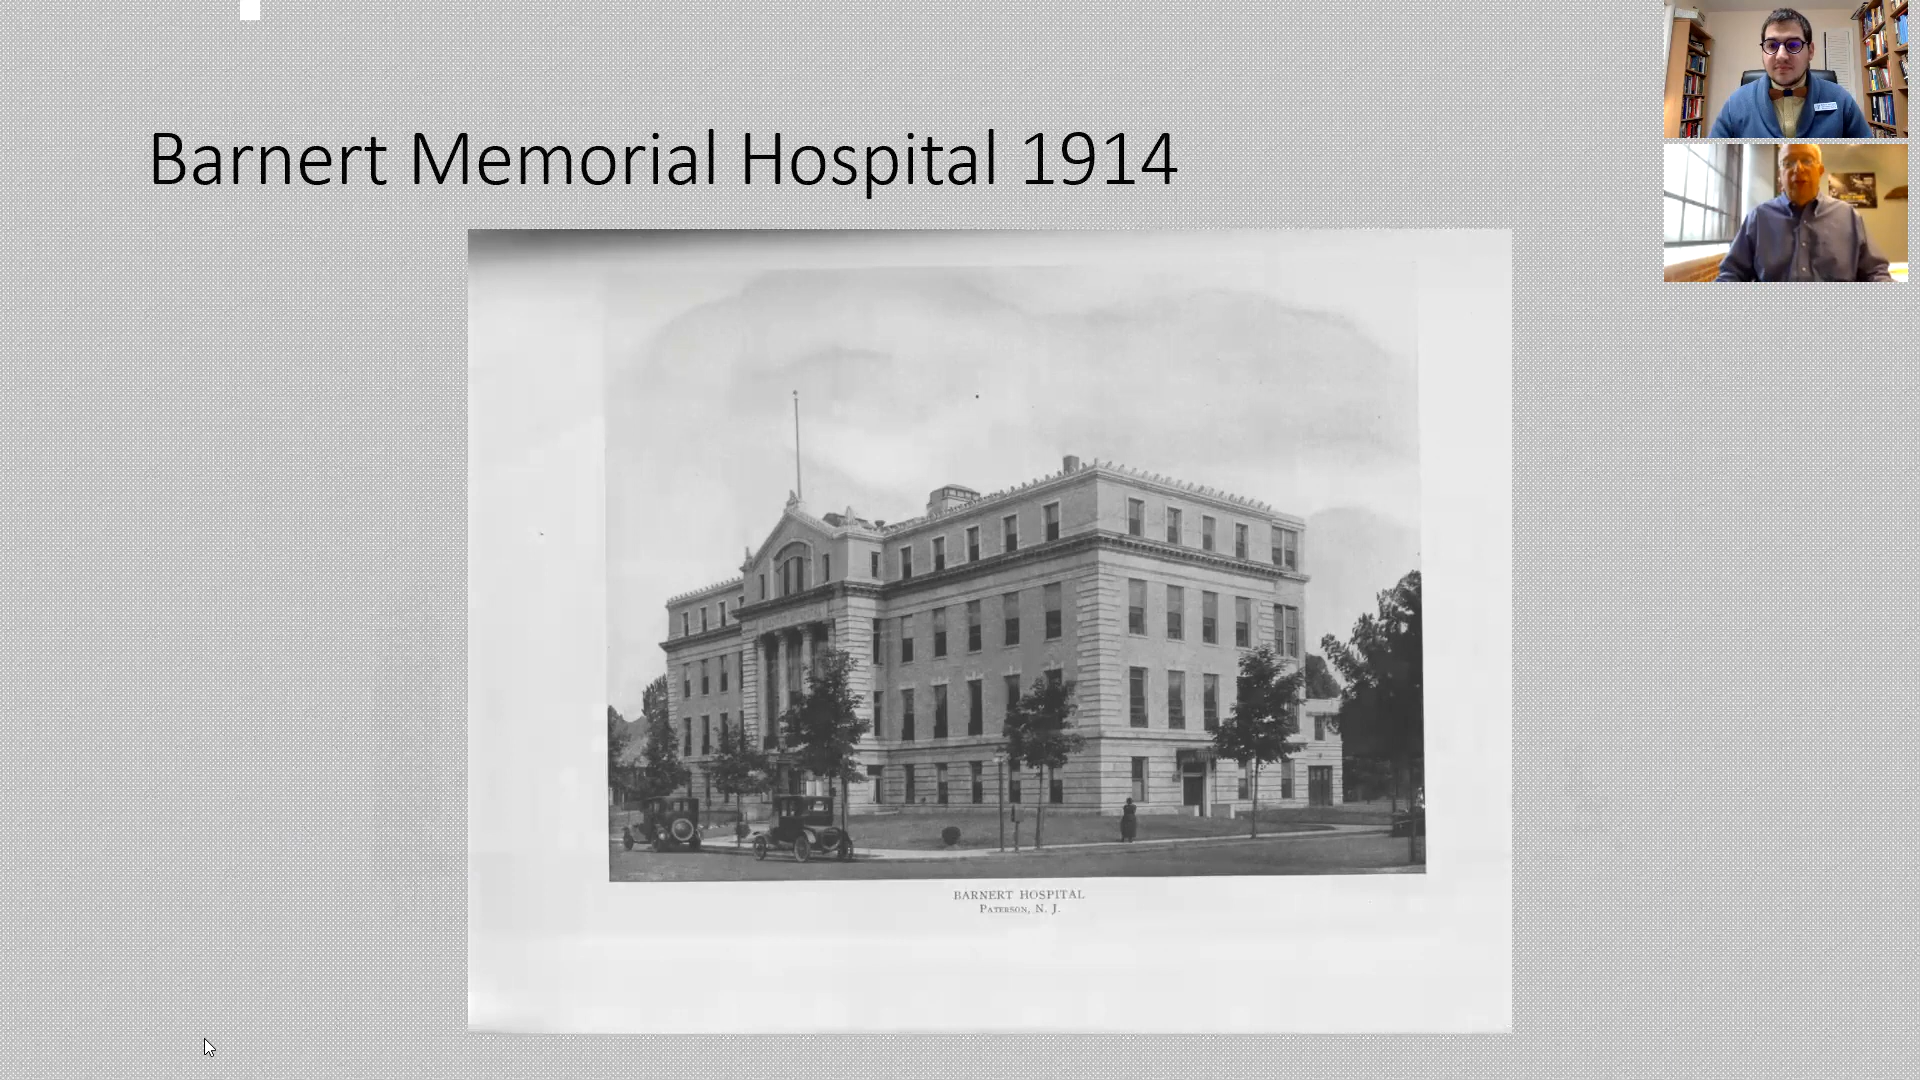 Barnert Memorial Hospital 1914
BARNERT HOSPITAL
PATERSON, N. J.